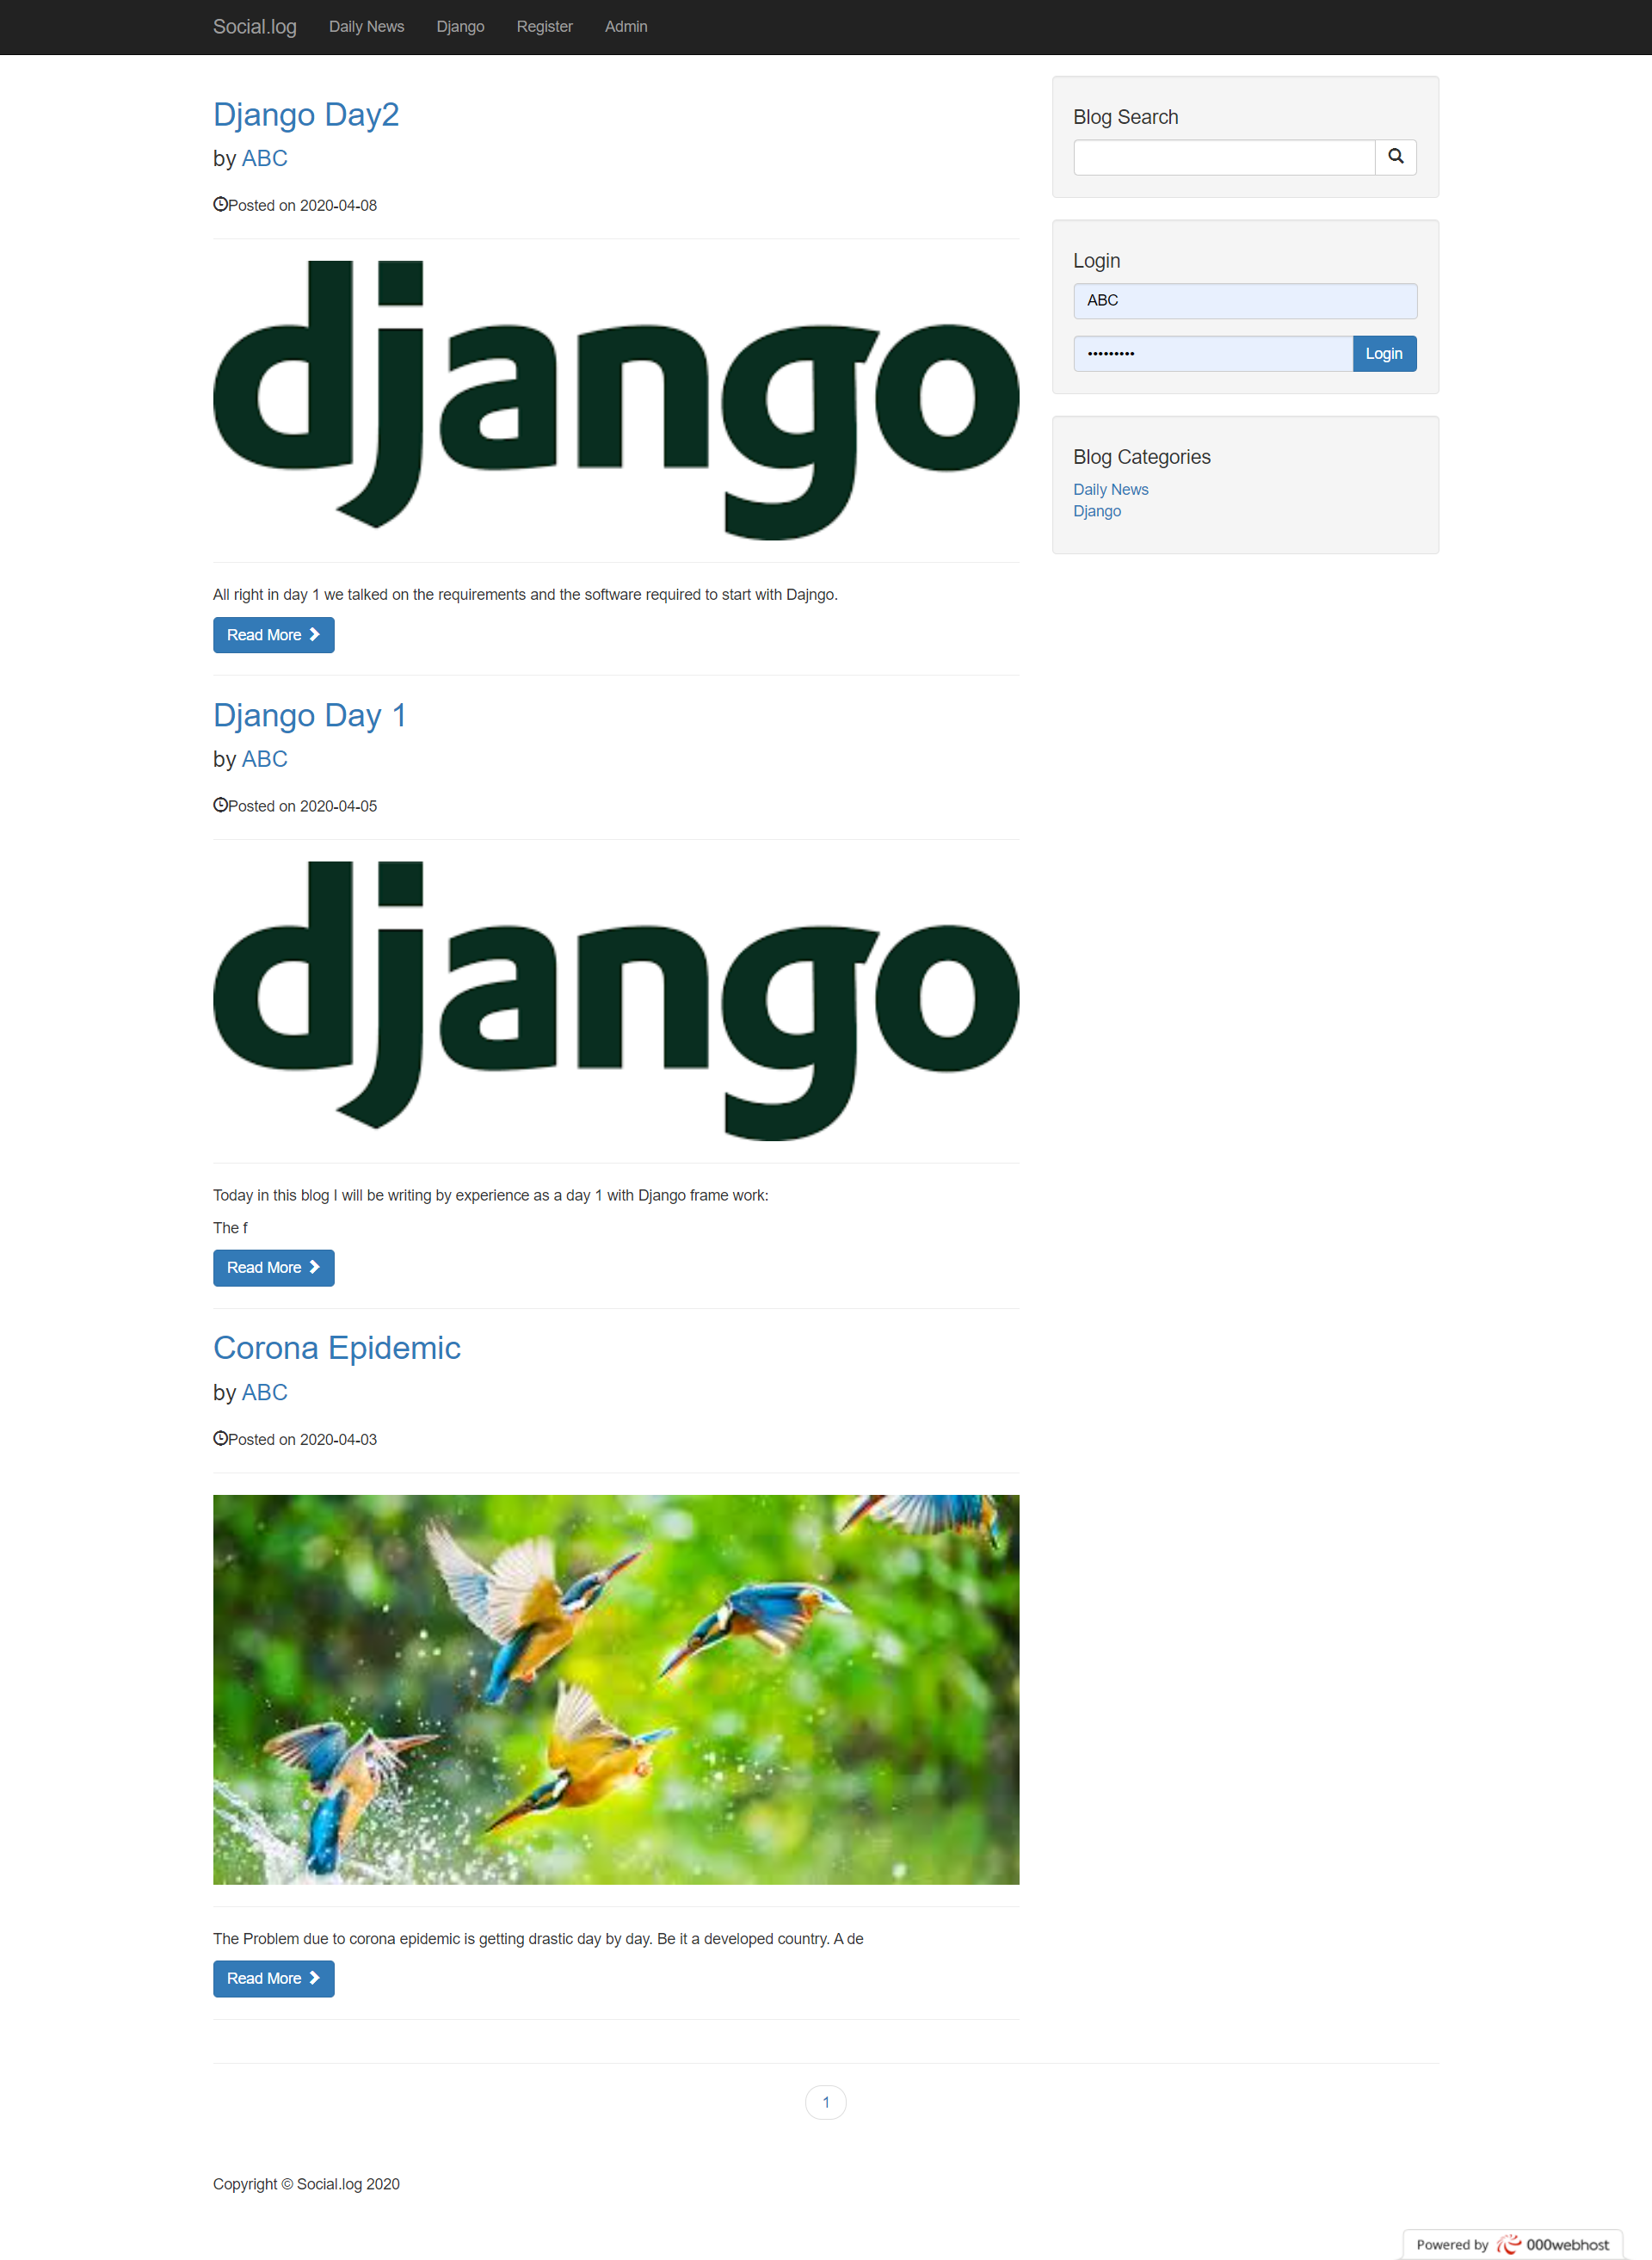 Social.log Daily News Django Register Admin
Django Day2
by ABC
Posted on 2020-04-08
django
All right in day 1 we talked on the requirements and the software required to start with Dajngo.
Read More
Django Day 1
by ABC
Posted on 2020-04-05
django
Today in this blog I will be writing by experience as a day 1 with Django frame work:
The f
Read More
Corona Epidemic
by ABC
Posted on 2020-04-03
The Problem due to corona epidemic is getting drastic day by day. Be it a developed country. A de
Read More
Blog Search
Login
ABC
•••••••••
Login
Blog Categories
Daily News
Django
1
Copyright © Social.log 2020
Powered by 000webhost